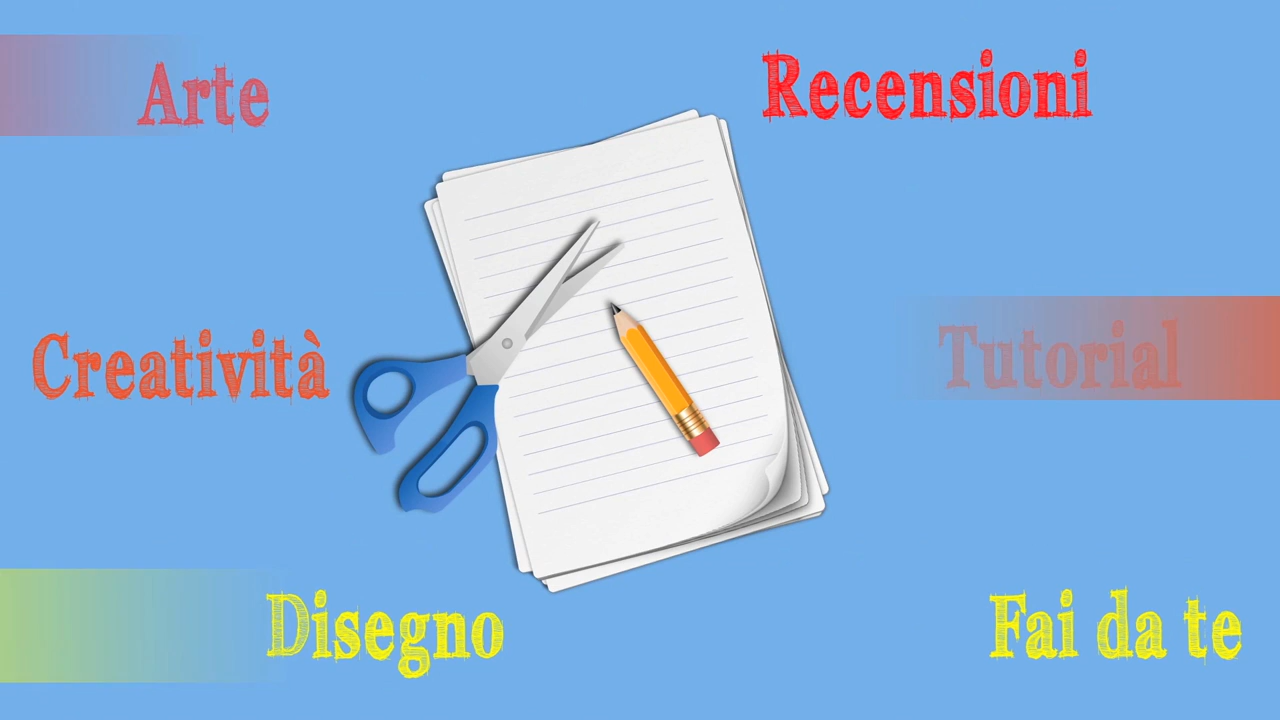 Arte
Recensioni
Creatività
Tutorial
Disegno
Fai da te